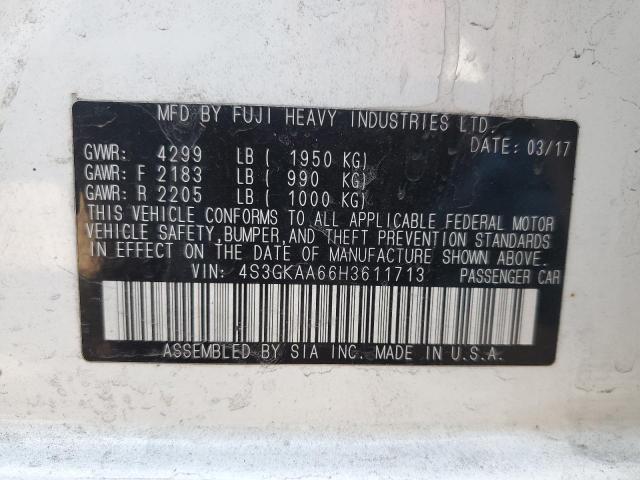 MFD BY FUJI HEAVY INDUSTRIES LTD.
DATE: 03/17
GVWR: 4299 LB ( 1950 KG)
GAWR: F 2183 LB ( 990 KG)
GAWR: R 2205 LB ( 1000 KG)
THIS VEHICLE CONFORMS TO ALL APPLICABLE FEDERAL MOTOR
VEHICLE SAFETY, BUMPER, AND THEFT PREVENTION STANDARDS
IN EFFECT ON THE DATE OF MANUFACTURE SHOWN ABOVE.
VIN: 4S3GKAA66H3611713 PASSENGER CAR
ASSEMBLED BY SIA INC. MADE IN U.S.A.